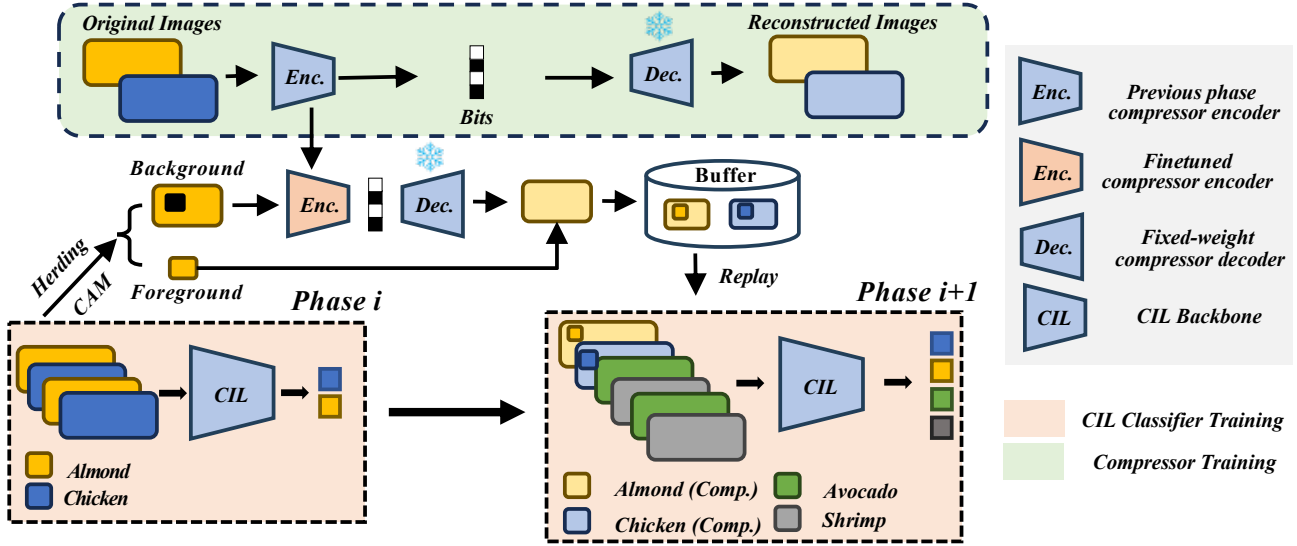 Original Images
Reconstructed Images
Enc.
Dec.
Bits
Background
Enc.
Dec.
Buffer
Herding
CAM
Foreground
Replay
Phase i
Phase i+1
CIL
CIL
Almond
Chicken
Almond (Comp.)
Chicken (Comp.)
Avocado
Shrimp
Enc.
Previous phase
compressor encoder
Enc.
Finetuned
compressor encoder
Dec.
Fixed-weight
compressor decoder
CIL
CIL Backbone
CIL Classifier Training
Compressor Training